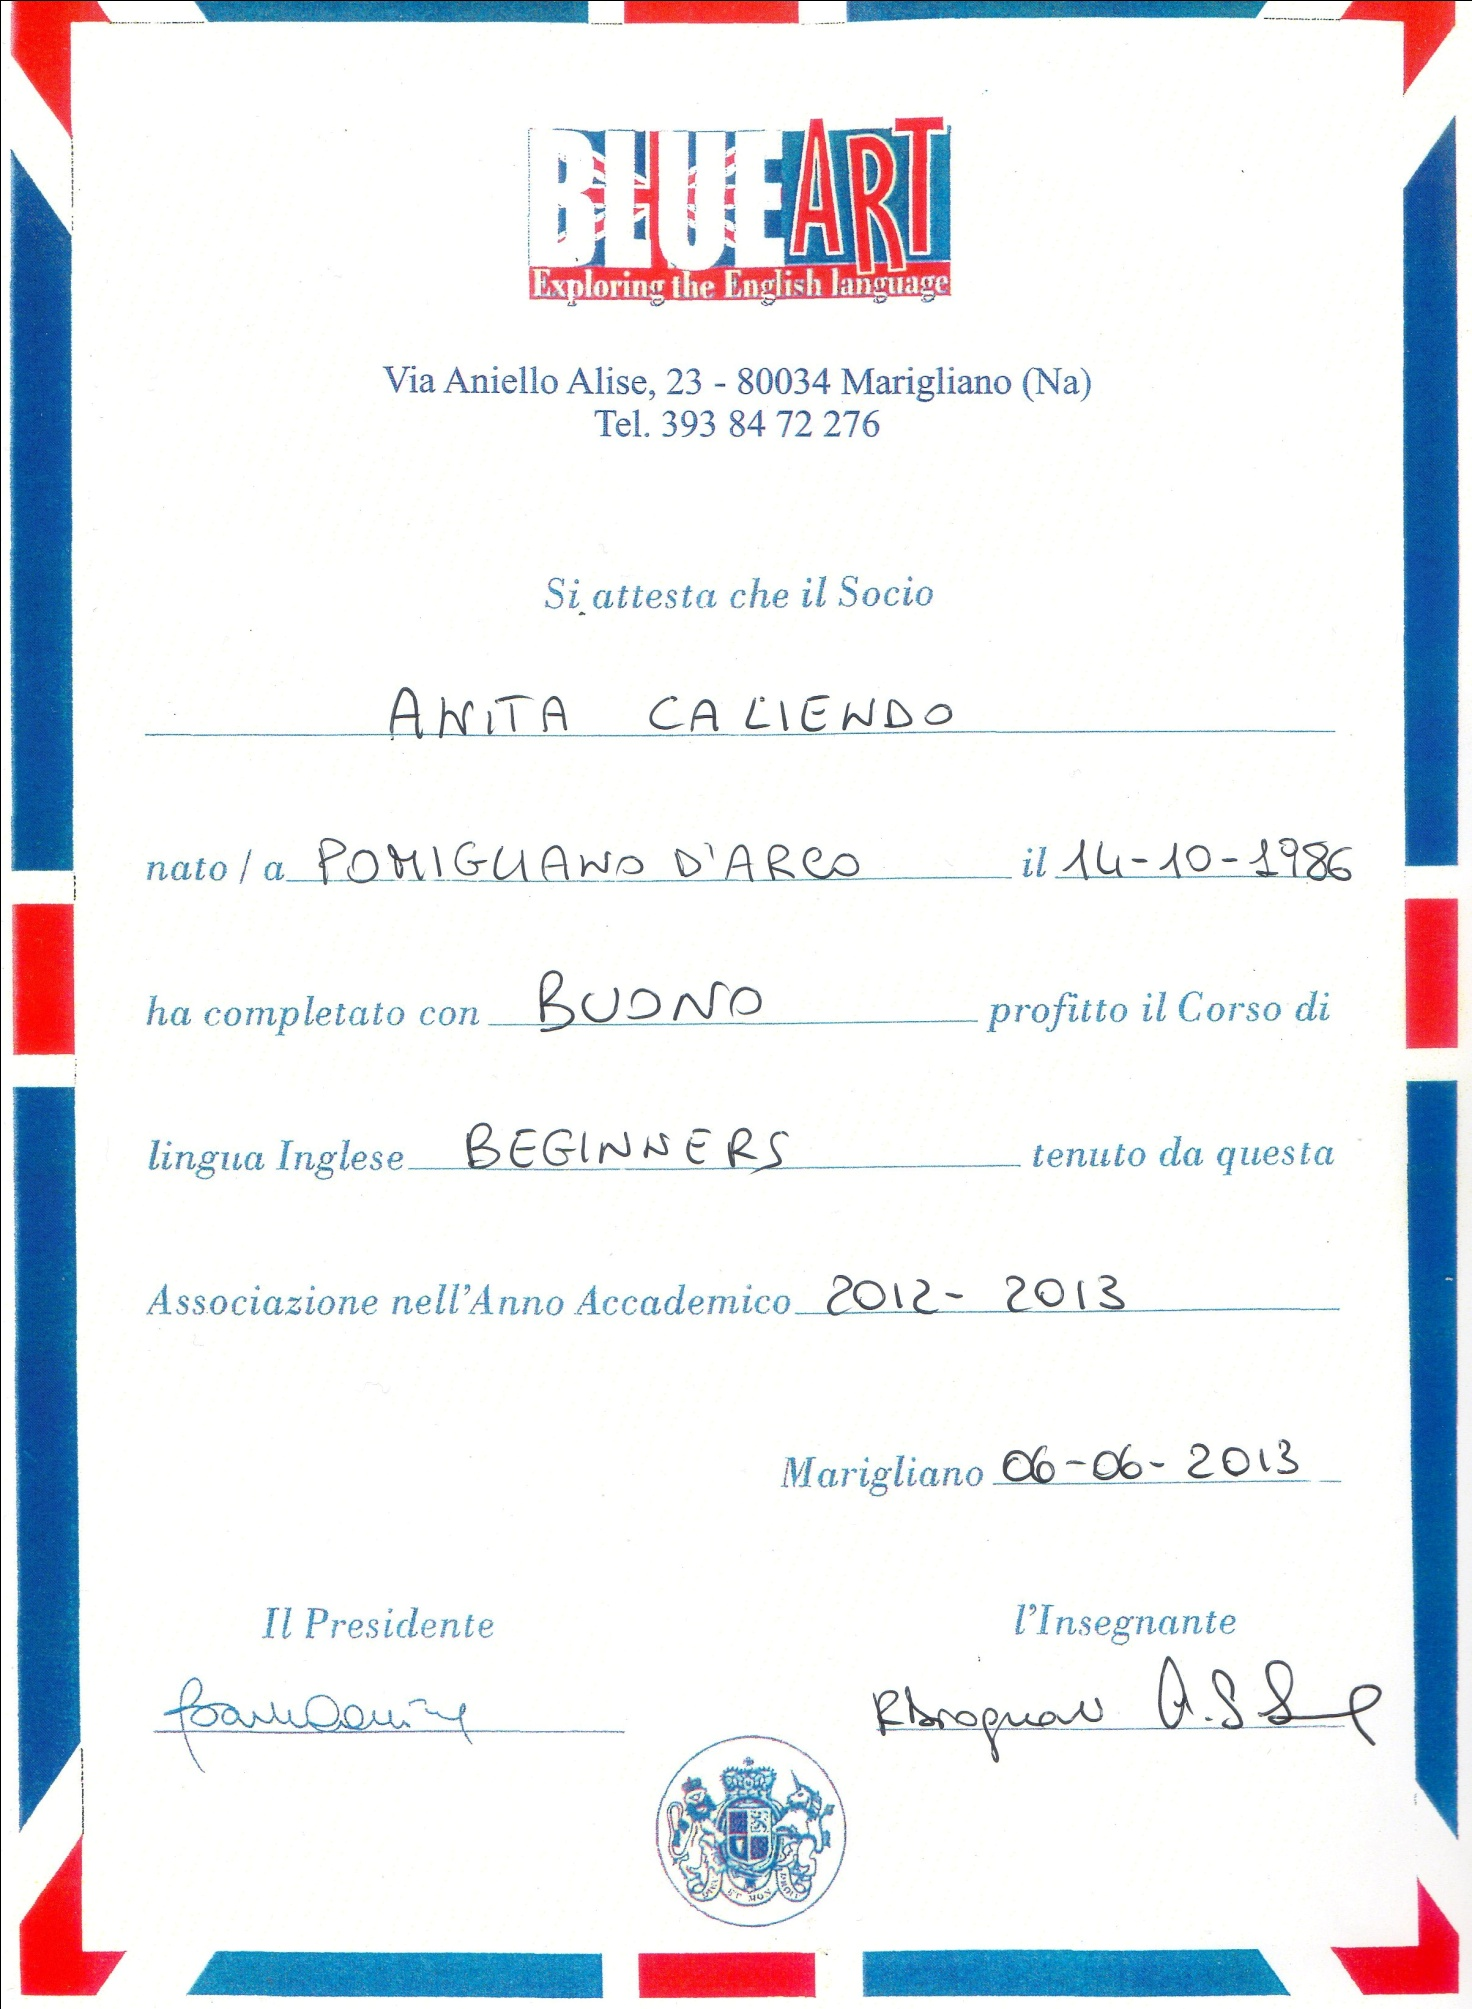 BLUEART
Exploring the English language
Via Aniello Alise, 23 - 80034 Marigliano (Na)
Tel. 393 84 72 276
Si attesta che il Socio
ANITA CALIENDO
nato / a POMIGLIANO D'ARCO il 14-10-1986
ha completato con BUONO profitto il Corso di
lingua Inglese BEGINNERS tenuto da questa
Associazione nell'Anno Accademico 2012- 2013
Marigliano 06-06-2013
Il Presidente l'Insegnante